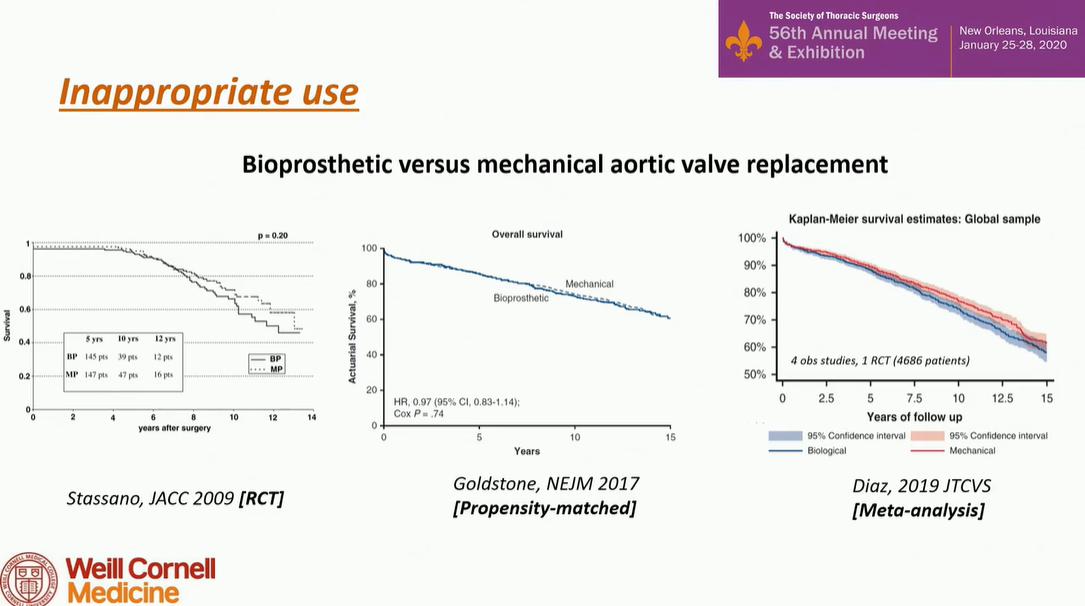 The Society of Thoracic Surgeons
56th Annual Meeting
& Exhibition
New Orleans, Louisiana
January 25-28, 2020
Inappropriate use
Bioprosthetic versus mechanical aortic valve replacement
p = 0.20
Survival
1
0.8
0.6
0.4
0.2
0
5 yrs 10 yrs 12 yrs
BP 145 pts 39 pts 12 pts
MP 147 pts 47 pts 16 pts
BP
MP
0 2 4 6 8 10 12 14
years after surgery
Stassano, JACC 2009 [RCT]
Overall survival
Actuarial Survival, %
100
80
60
40
20
0
Mechanical
Bioprosthetic
HR, 0.97 (95% CI, 0.83-1.14);
Cox P = .74
0 5 10 15
Years
Goldstone, NEJM 2017
[Propensity-matched]
Kaplan-Meier survival estimates: Global sample
100%
90%
80%
70%
60%
50%
4 obs studies, 1 RCT (4686 patients)
0 2.5 5 7.5 10 12.5 15
Years of follow up
95% Confidence interval 95% Confidence interval
Biological Mechanical
Diaz, 2019 JTCVS
[Meta-analysis]
Weill Cornell
Medicine